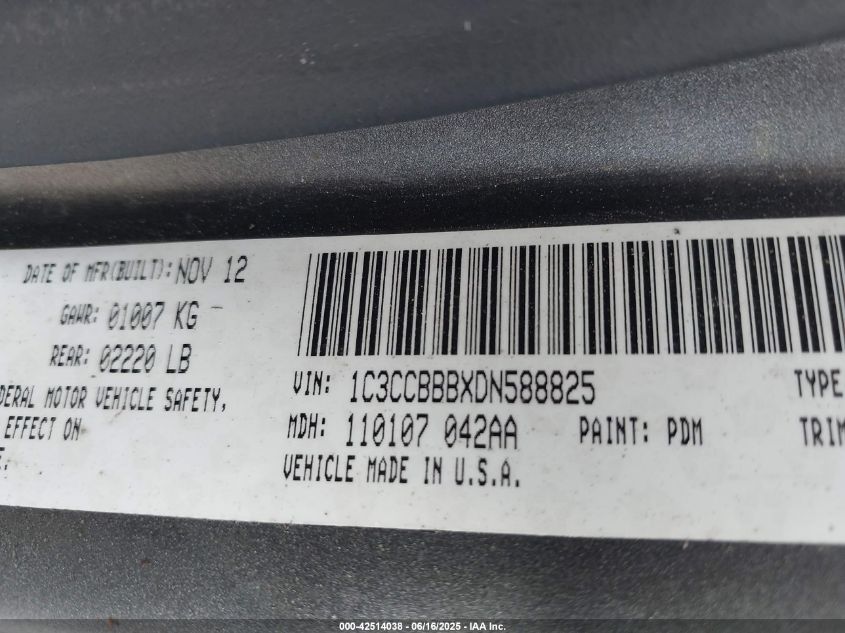 DATE OF MFR(BUILT): NOV 12
GAWR: 01007 KG
REAR: 02220 LB
DERAL MOTOR VEHICLE SAFETY,
EFFECT ON
VIN: 1C3CCBBBXDN588825 TYPE
MDH: 110107 042AA PAINT: PDM TRIM
VEHICLE MADE IN U.S.A.
000-42514038 - 06/16/2025 - IAA Inc.